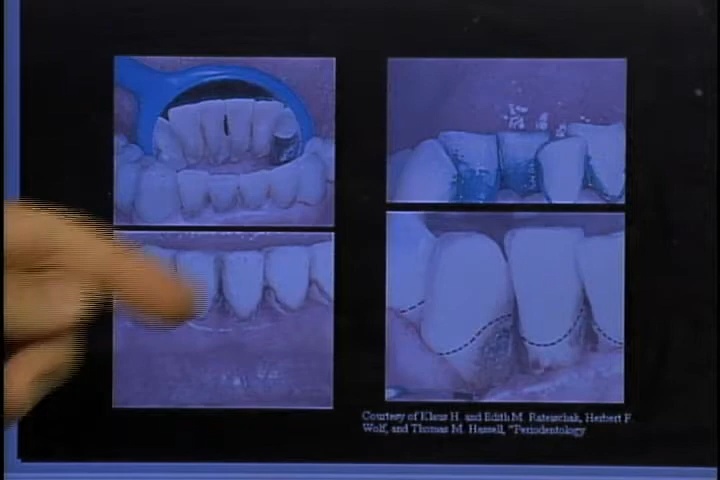 Courtesy of Klaus H. and Edith M. Rateitschak, Herbert F.
Wolf, and Thomas M. Hassell, "Periodontology